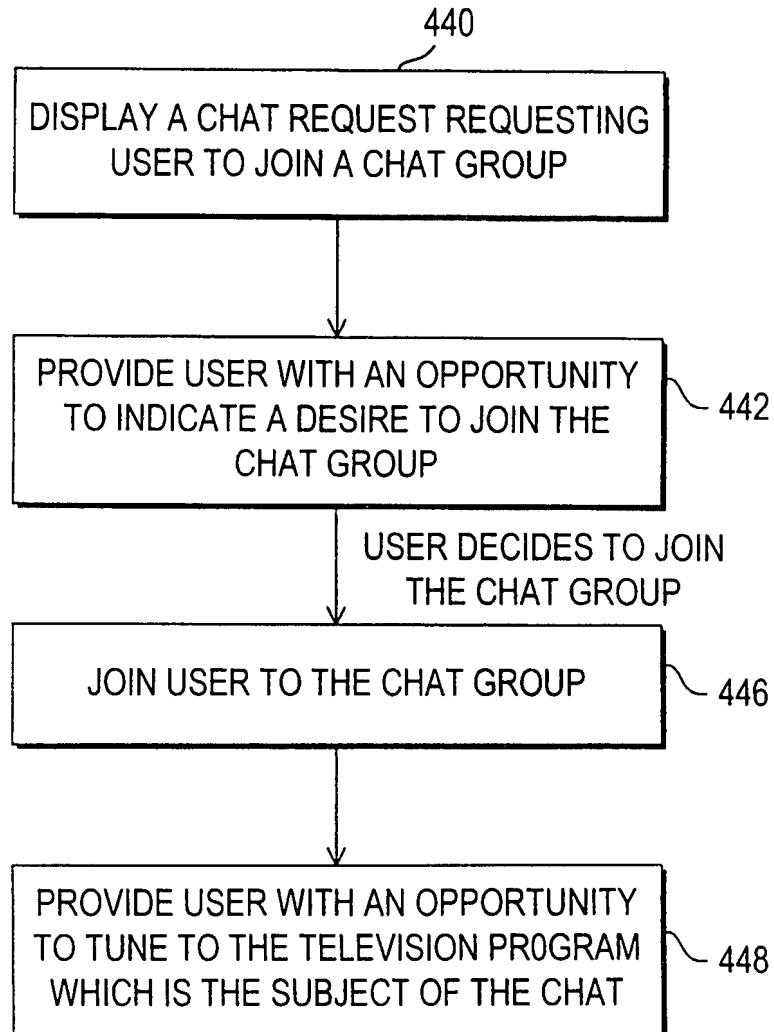 440
DISPLAY A CHAT REQUEST REQUESTING
USER TO JOIN A CHAT GROUP
PROVIDE USER WITH AN OPPORTUNITY
TO INDICATE A DESIRE TO JOIN THE
CHAT GROUP
442
USER DECIDES TO JOIN
THE CHAT GROUP
JOIN USER TO THE CHAT GROUP
446
PROVIDE USER WITH AN OPPORTUNITY
TO TUNE TO THE TELEVISION PR0GRAM
WHICH IS THE SUBJECT OF THE CHAT
448